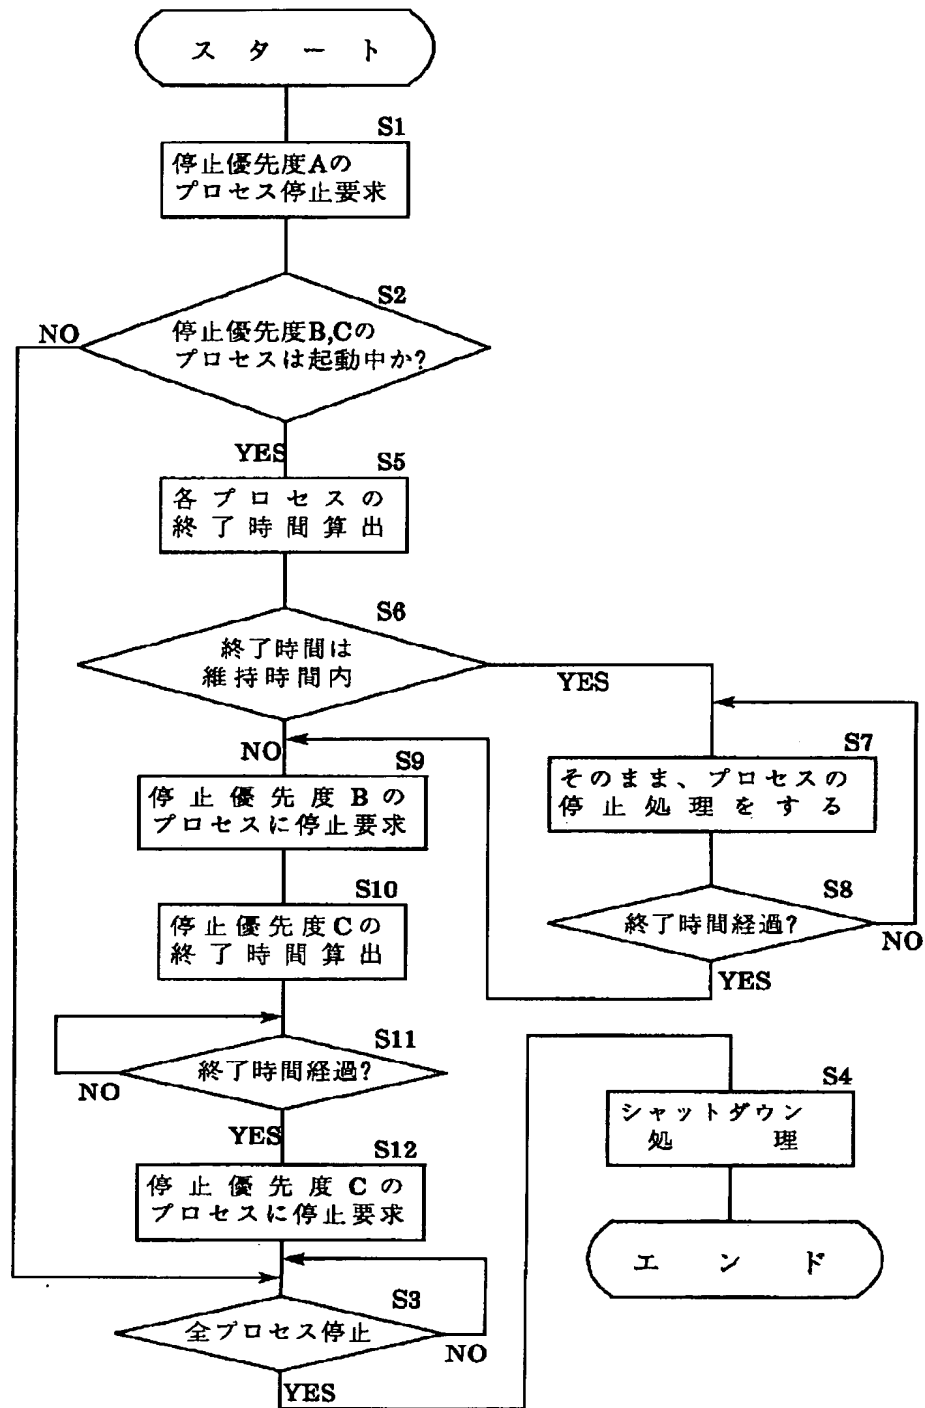 スタート
S1
停止優先度Aの
プロセス停止要求
S2
停止優先度B,Cの
プロセスは起動中か?
NO
YES
S5
各プロセスの
終了時間算出
S6
終了時間は
維持時間内
YES
NO
S7
そのまま、プロセスの
停止処理をする
S8
終了時間経過?
NO
YES
S9
停止優先度Bの
プロセスに停止要求
S10
停止優先度Cの
終了時間算出
S11
終了時間経過?
NO
YES
S12
停止優先度Cの
プロセスに停止要求
S3
全プロセス停止
NO
YES
S4
シャットダウン
処理
エンド